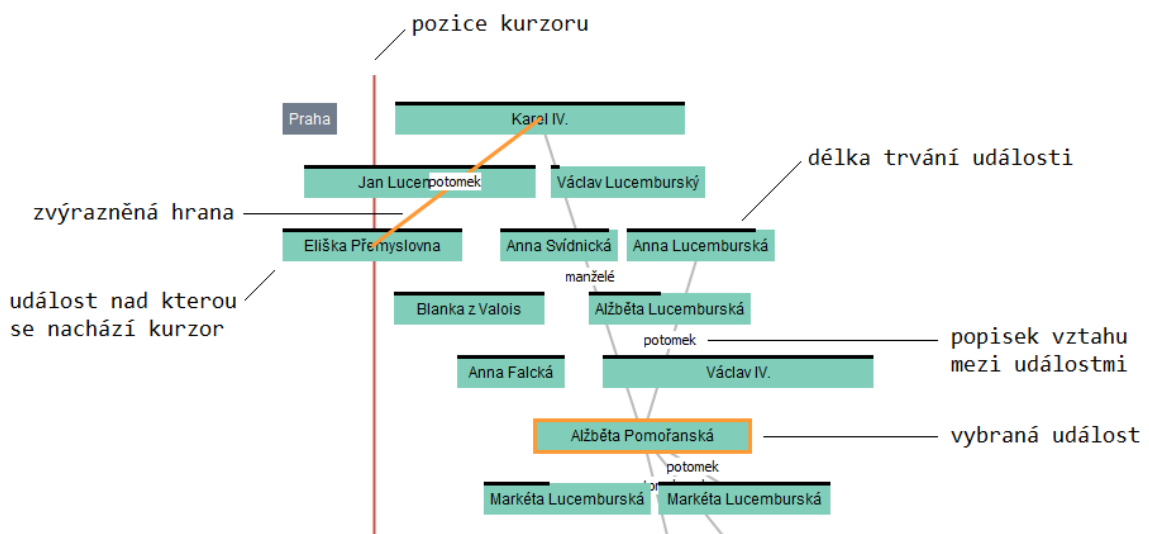 pozice kurzoru
Praha
Karel IV.
délka trvání události
Jan Lucem
potomek
Václav Lucemburský
zvýrazněná hrana
Eliška Přemyslovna
Anna Svídnická
Anna Lucemburská
manželé
událost nad kterou
se nachází kurzor
Blanka z Valois
Alžběta Lucemburská
potomek
popisek vztahu
mezi událostmi
Anna Falcká
Václav IV.
Alžběta Pomořanská
vybraná událost
potomek
Markéta Lucemburská
Markéta Lucemburská